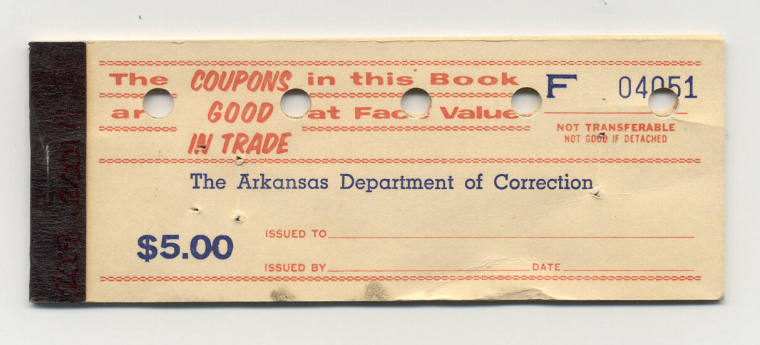 The COUPONS in this Book
are GOOD at Face Value
IN TRADE
F 04051
NOT TRANSFERABLE
NOT GOOD IF DETACHED
The Arkansas Department of Correction
$5.00
ISSUED TO
ISSUED BY DATE